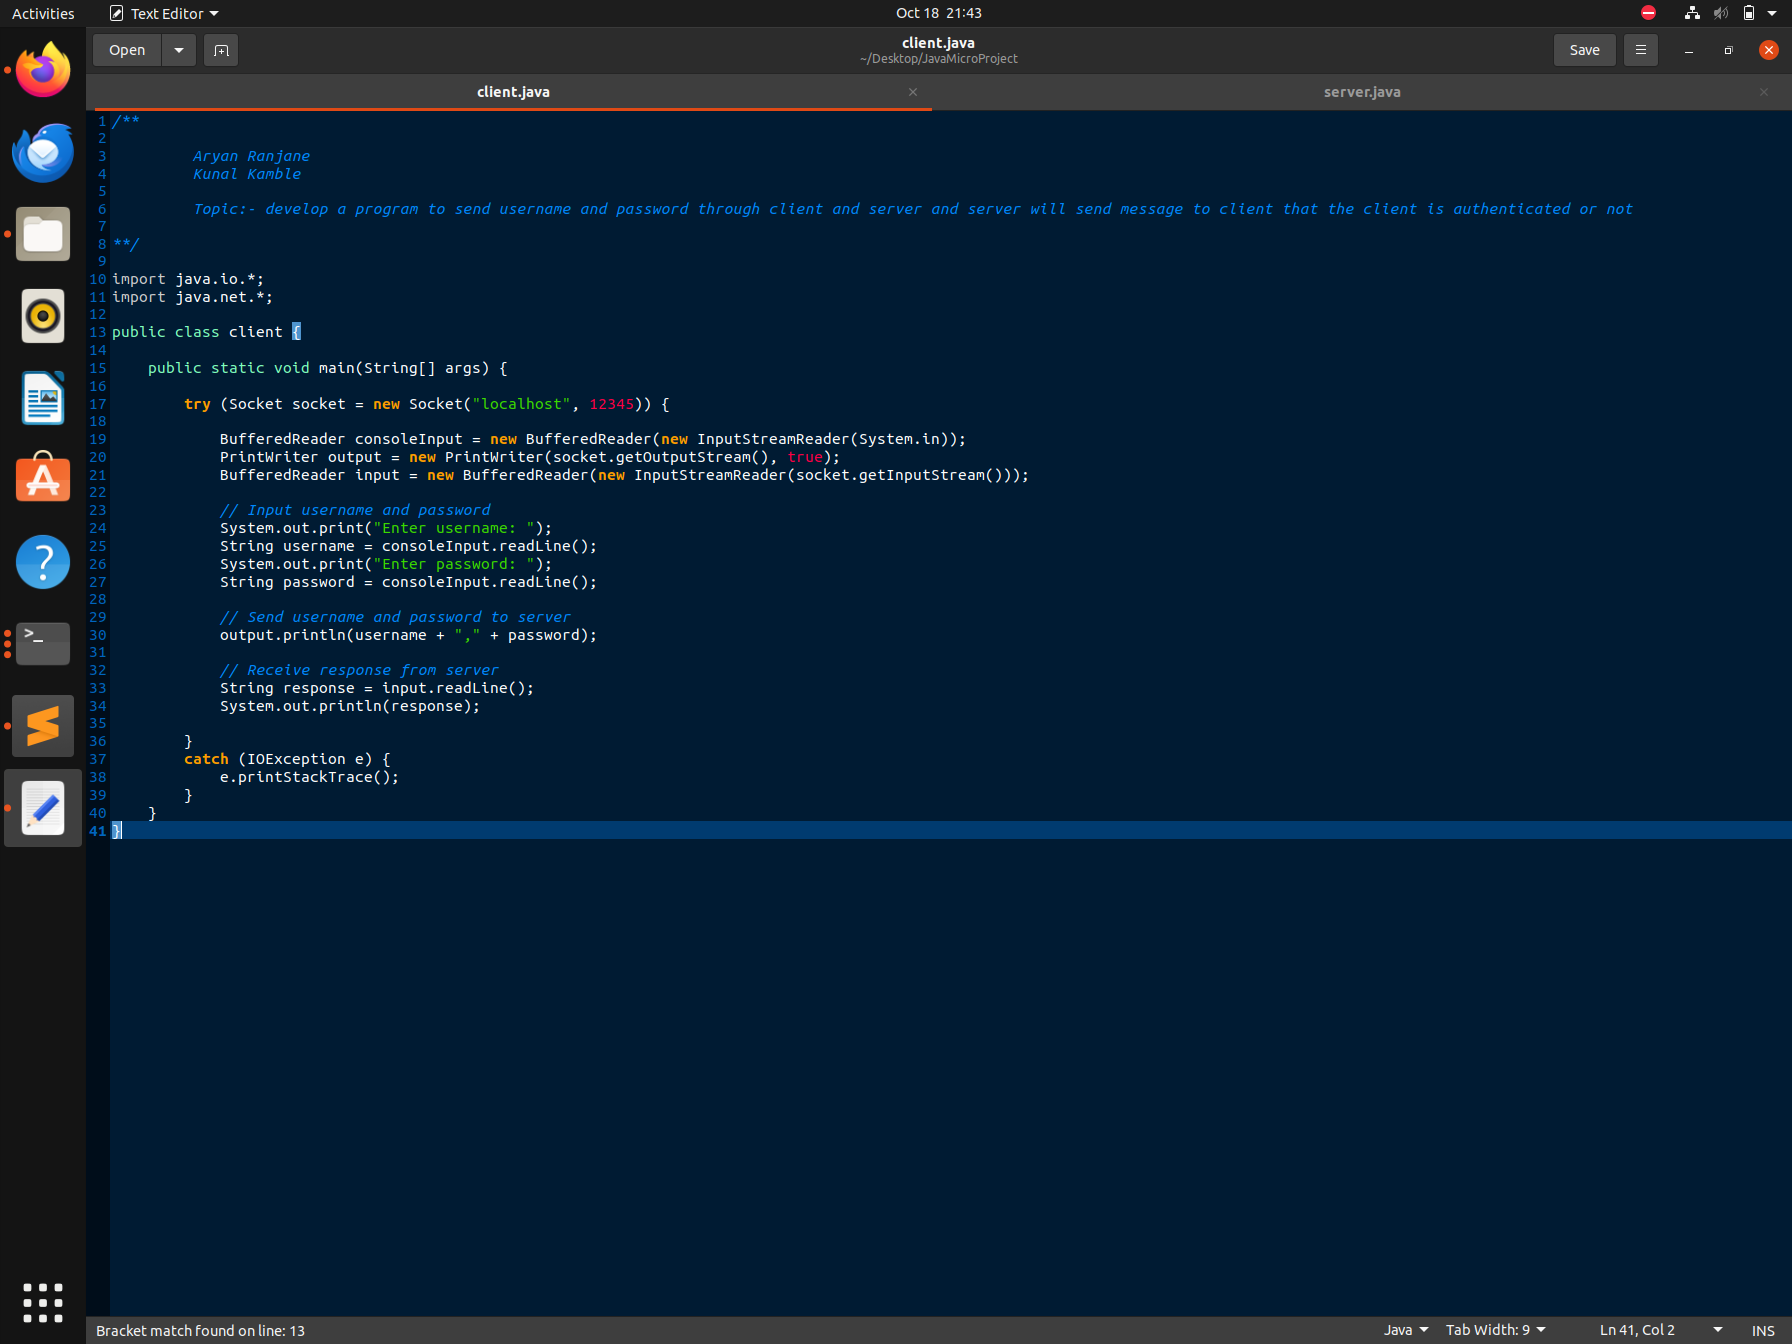 Activities Text Editor Oct 18 21:43
Open client.java Save
~/Desktop/JavaMicroProject
client.java server.java
1 /**
2
3 Aryan Ranjane
4 Kunal Kamble
5
6 Topic:- develop a program to send username and password through client and server and server will send message to client that the client is authenticated or not
7
8 **/
9
10 import java.io.*;
11 import java.net.*;
12
13 public class client {
14
15 public static void main(String[] args) {
16
17 try (Socket socket = new Socket("localhost", 12345)) {
18
19 BufferedReader consoleInput = new BufferedReader(new InputStreamReader(System.in));
20 PrintWriter output = new PrintWriter(socket.getOutputStream(), true);
21 BufferedReader input = new BufferedReader(new InputStreamReader(socket.getInputStream()));
22
23 // Input username and password
24 System.out.print("Enter username: ");
25 String username = consoleInput.readLine();
26 System.out.print("Enter password: ");
27 String password = consoleInput.readLine();
28
29 // Send username and password to server
30 output.println(username + "," + password);
31
32 // Receive response from server
33 String response = input.readLine();
34 System.out.println(response);
35
36 }
37 catch (IOException e) {
38 e.printStackTrace();
39 }
40 }
41 }
Bracket match found on line: 13 Java Tab Width: 9 Ln 41, Col 2 INS